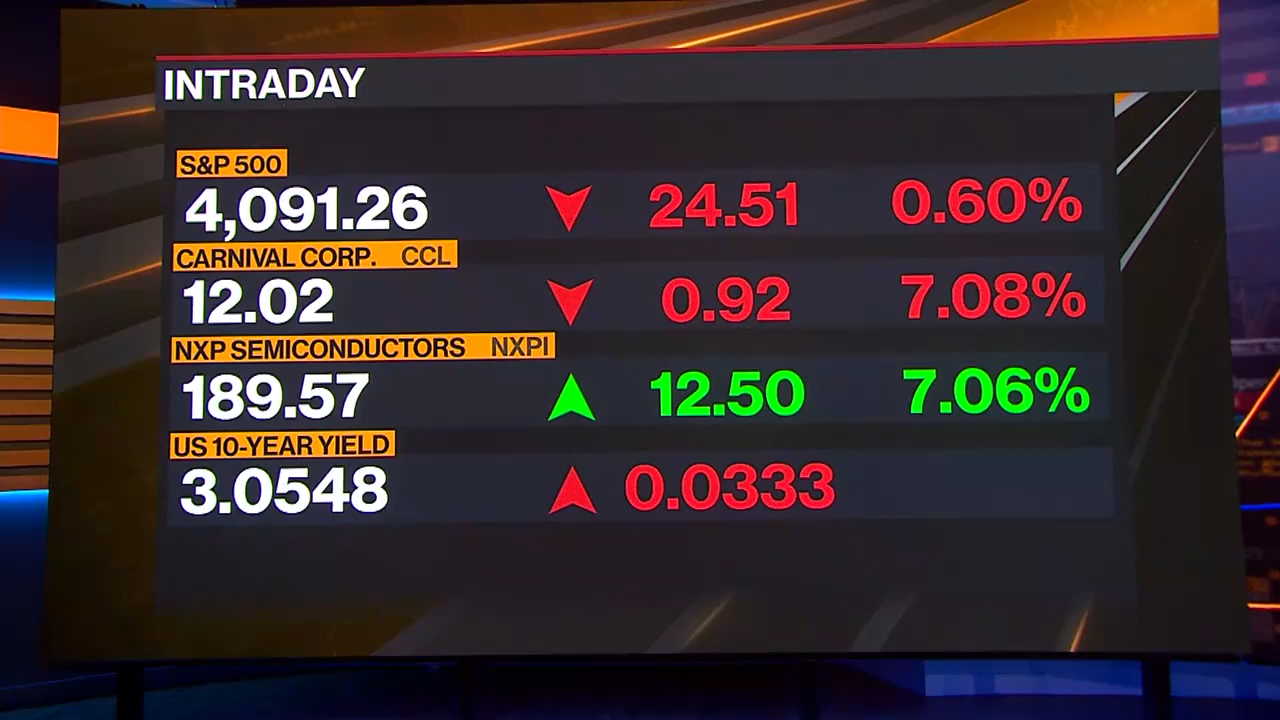 INTRADAY
S&P 500
4,091.26 24.51 0.60%
CARNIVAL CORP. CCL
12.02 0.92 7.08%
NXP SEMICONDUCTORS NXPI
189.57 12.50 7.06%
US 10-YEAR YIELD
3.0548 0.0333